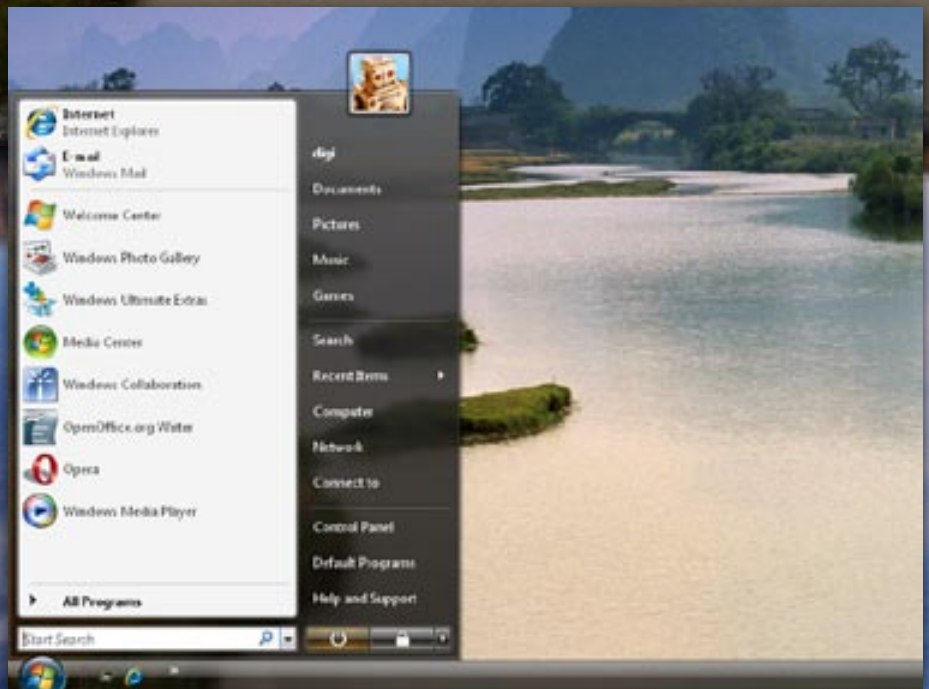 Internet
Internet Explorer
E-mail
Windows Mail
Welcome Center
Windows Photo Gallery
Windows Ultimate Extras
Media Center
Windows Collaboration
OpenOffice.org Writer
Opera
Windows Media Player
All Programs
Start Search
digi
Documents
Pictures
Music
Games
Search
Recent Items
Computer
Network
Connect to
Control Panel
Default Programs
Help and Support